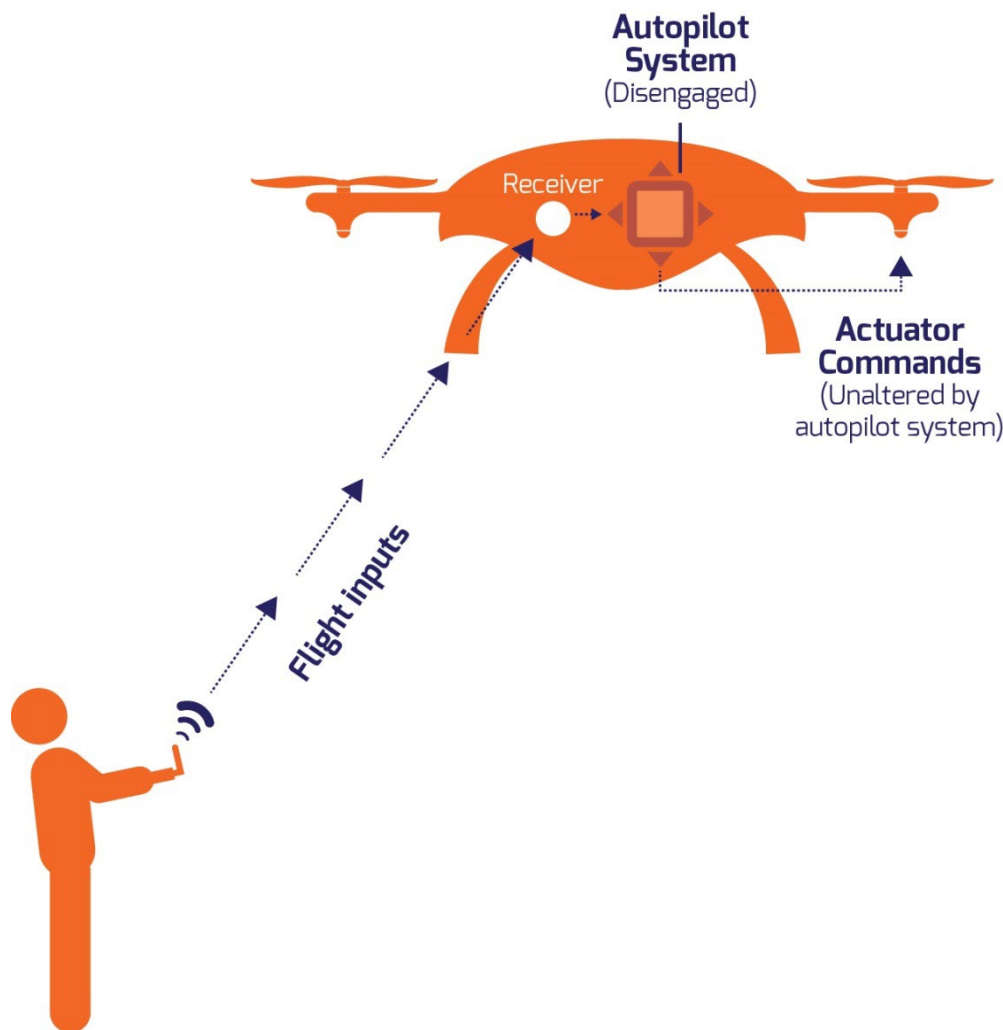 Autopilot
System
(Disengaged)
Receiver
Actuator
Commands
(Unaltered by
autopilot system)
Flight inputs